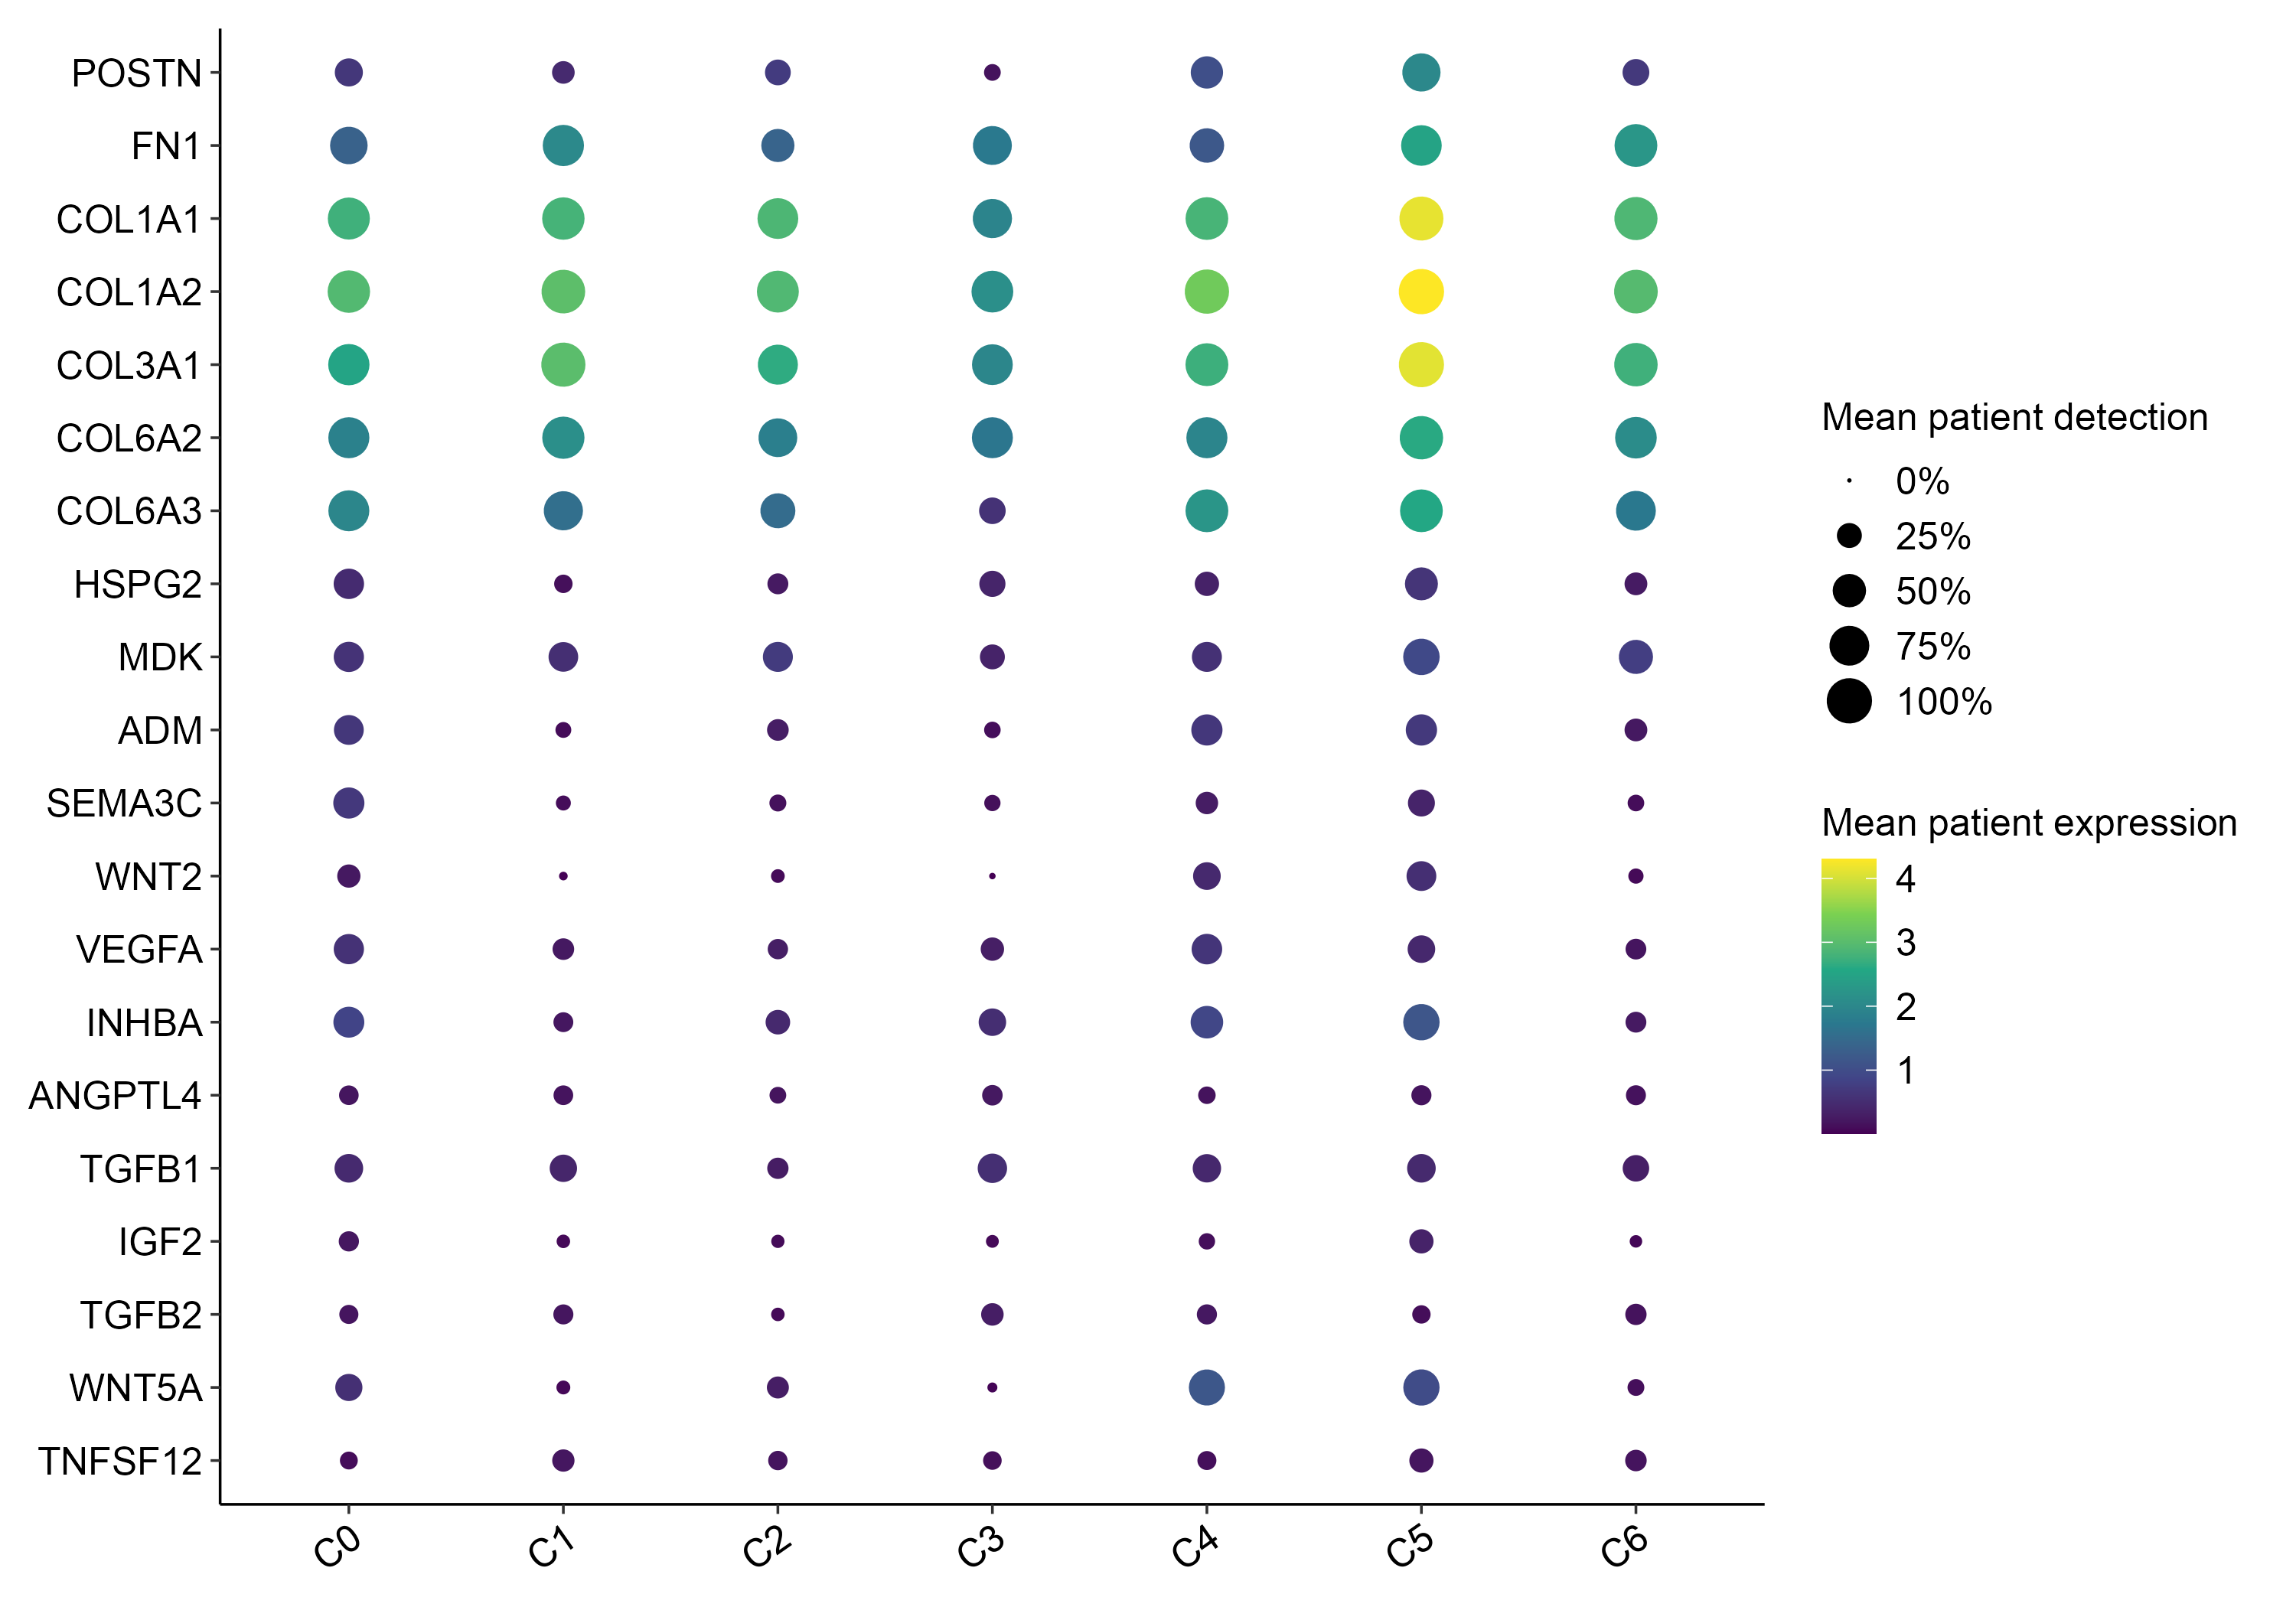 POSTN
FN1
COL1A1
COL1A2
COL3A1
COL6A2
COL6A3
HSPG2
MDK
ADM
SEMA3C
WNT2
VEGFA
INHBA
ANGPTL4
TGFB1
IGF2
TGFB2
WNT5A
TNFSF12
C0
C1
C2
C3
C4
C5
C6
Mean patient detection
0%
25%
50%
75%
100%
Mean patient expression
4
3
2
1